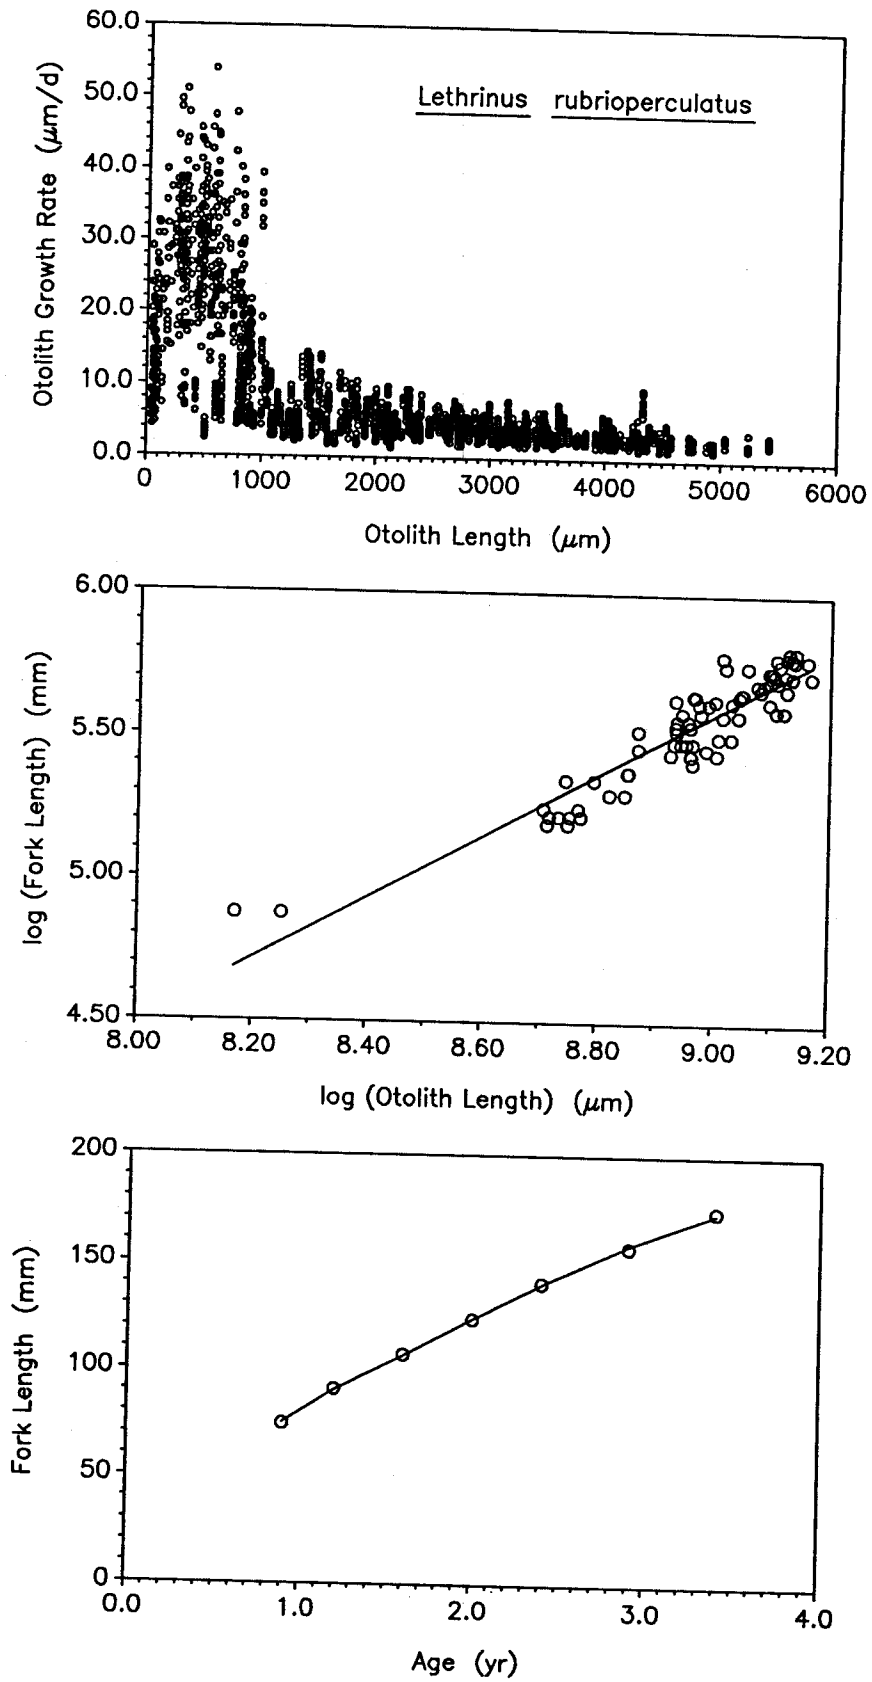 60.0
50.0
40.0
30.0
20.0
10.0
0.0
Otolith Growth Rate (μm/d)
Lethrinus rubrioperculatus
0 1000 2000 3000 4000 5000 6000
Otolith Length (μm)
6.00
5.50
5.00
4.50
log (Fork Length) (mm)
8.00 8.20 8.40 8.60 8.80 9.00 9.20
log (Otolith Length) (μm)
200
150
100
50
0
Fork Length (mm)
0.0 1.0 2.0 3.0 4.0
Age (yr)